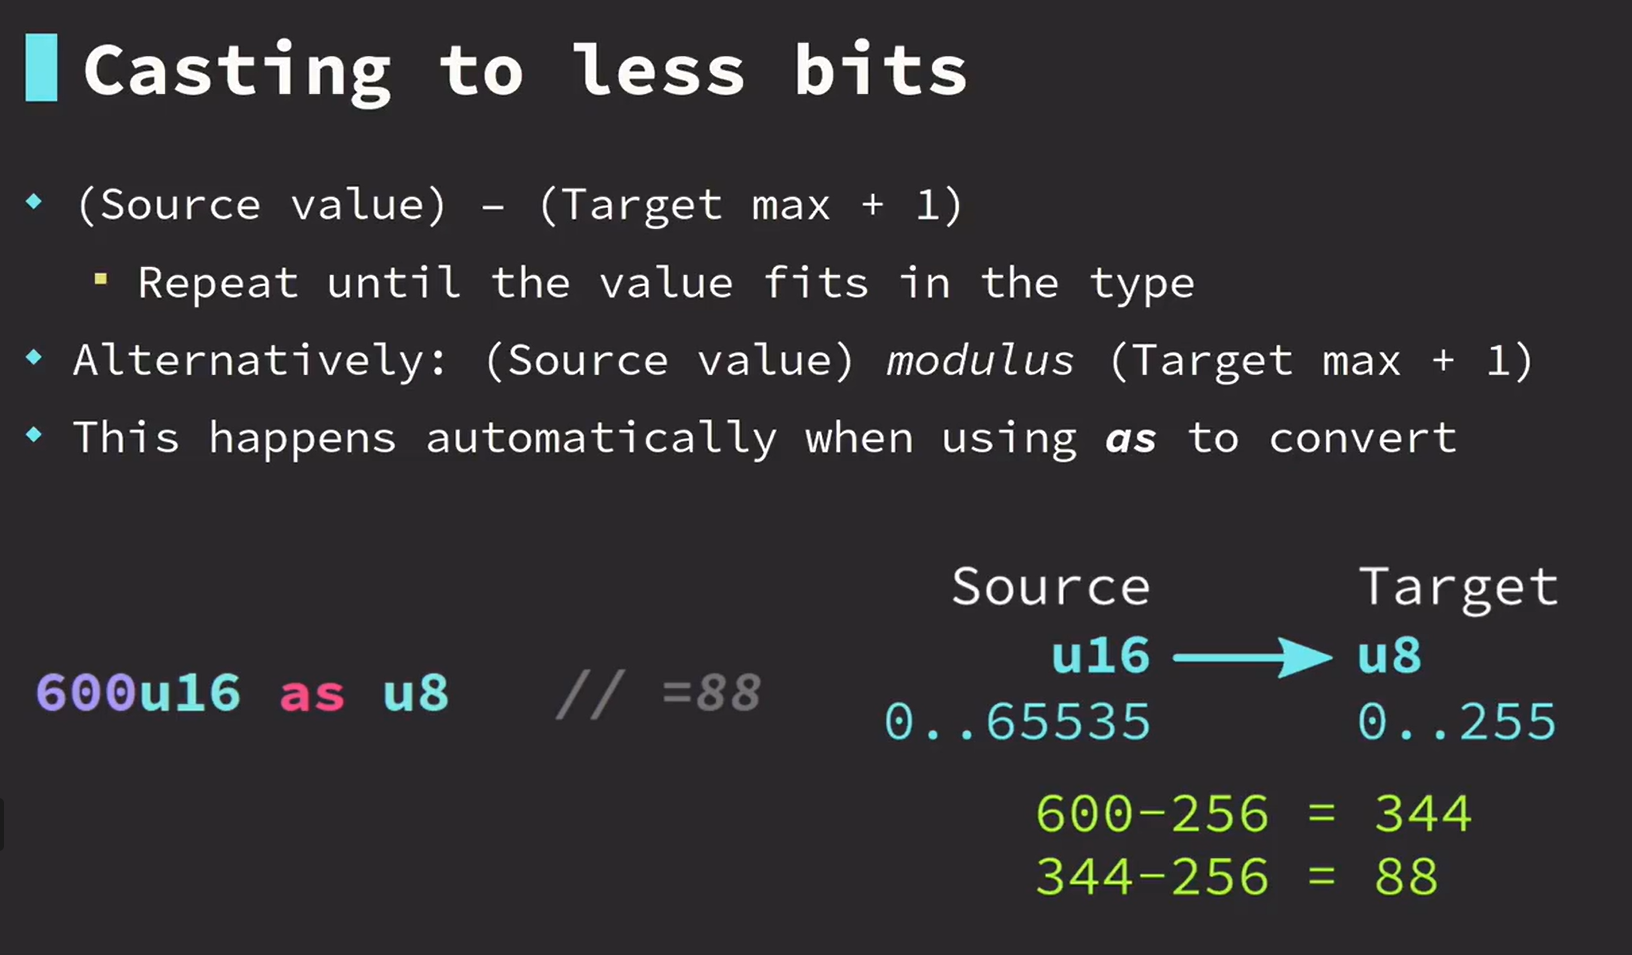 Casting to less bits
(Source value) – (Target max + 1)
Repeat until the value fits in the type
Alternatively: (Source value) modulus (Target max + 1)
This happens automatically when using as to convert
600u16 as u8 // =88
Source Target
u16 u8
0..65535 0..255
600-256 = 344
344-256 = 88